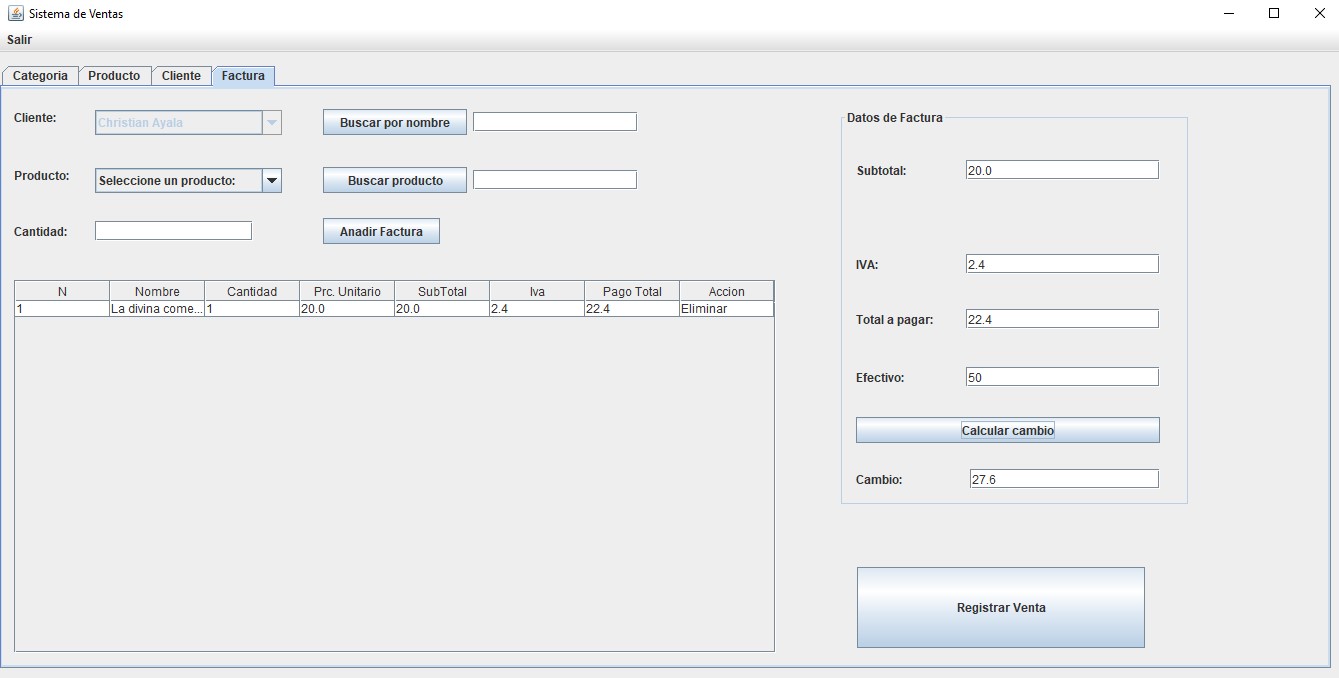 Sistema de Ventas
Salir
Categoria Producto Cliente Factura
Cliente: Christian Ayala Buscar por nombre
Producto: Seleccione un producto: Buscar producto
Cantidad: Anadir Factura
N Nombre Cantidad Prc. Unitario SubTotal Iva Pago Total Accion
1 La divina come... 1 20.0 20.0 2.4 22.4 Eliminar
Datos de Factura
Subtotal: 20.0
IVA: 2.4
Total a pagar: 22.4
Efectivo: 50
Calcular cambio
Cambio: 27.6
Registrar Venta